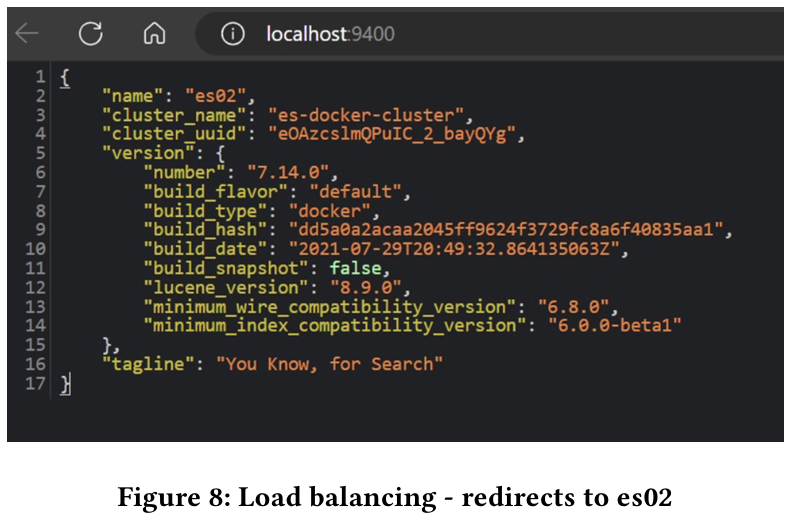 localhost:9400
1 {
2 "name": "es02",
3 "cluster_name": "es-docker-cluster",
4 "cluster_uuid": "eOAzcslmQPuIC_2_bayQYg",
5 "version": {
6 "number": "7.14.0",
7 "build_flavor": "default",
8 "build_type": "docker",
9 "build_hash": "dd5a0a2acaa2045ff9624f3729fc8a6f40835aa1",
10 "build_date": "2021-07-29T20:49:32.864135063Z",
11 "build_snapshot": false,
12 "lucene_version": "8.9.0",
13 "minimum_wire_compatibility_version": "6.8.0",
14 "minimum_index_compatibility_version": "6.0.0-beta1"
15 },
16 "tagline": "You Know, for Search"
17 }
Figure 8: Load balancing - redirects to es02